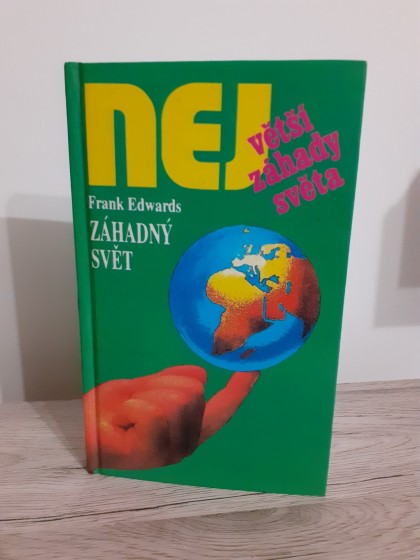 NEJ
větší
záhady
světa
Frank Edwards
ZÁHADNÝ
SVĚT